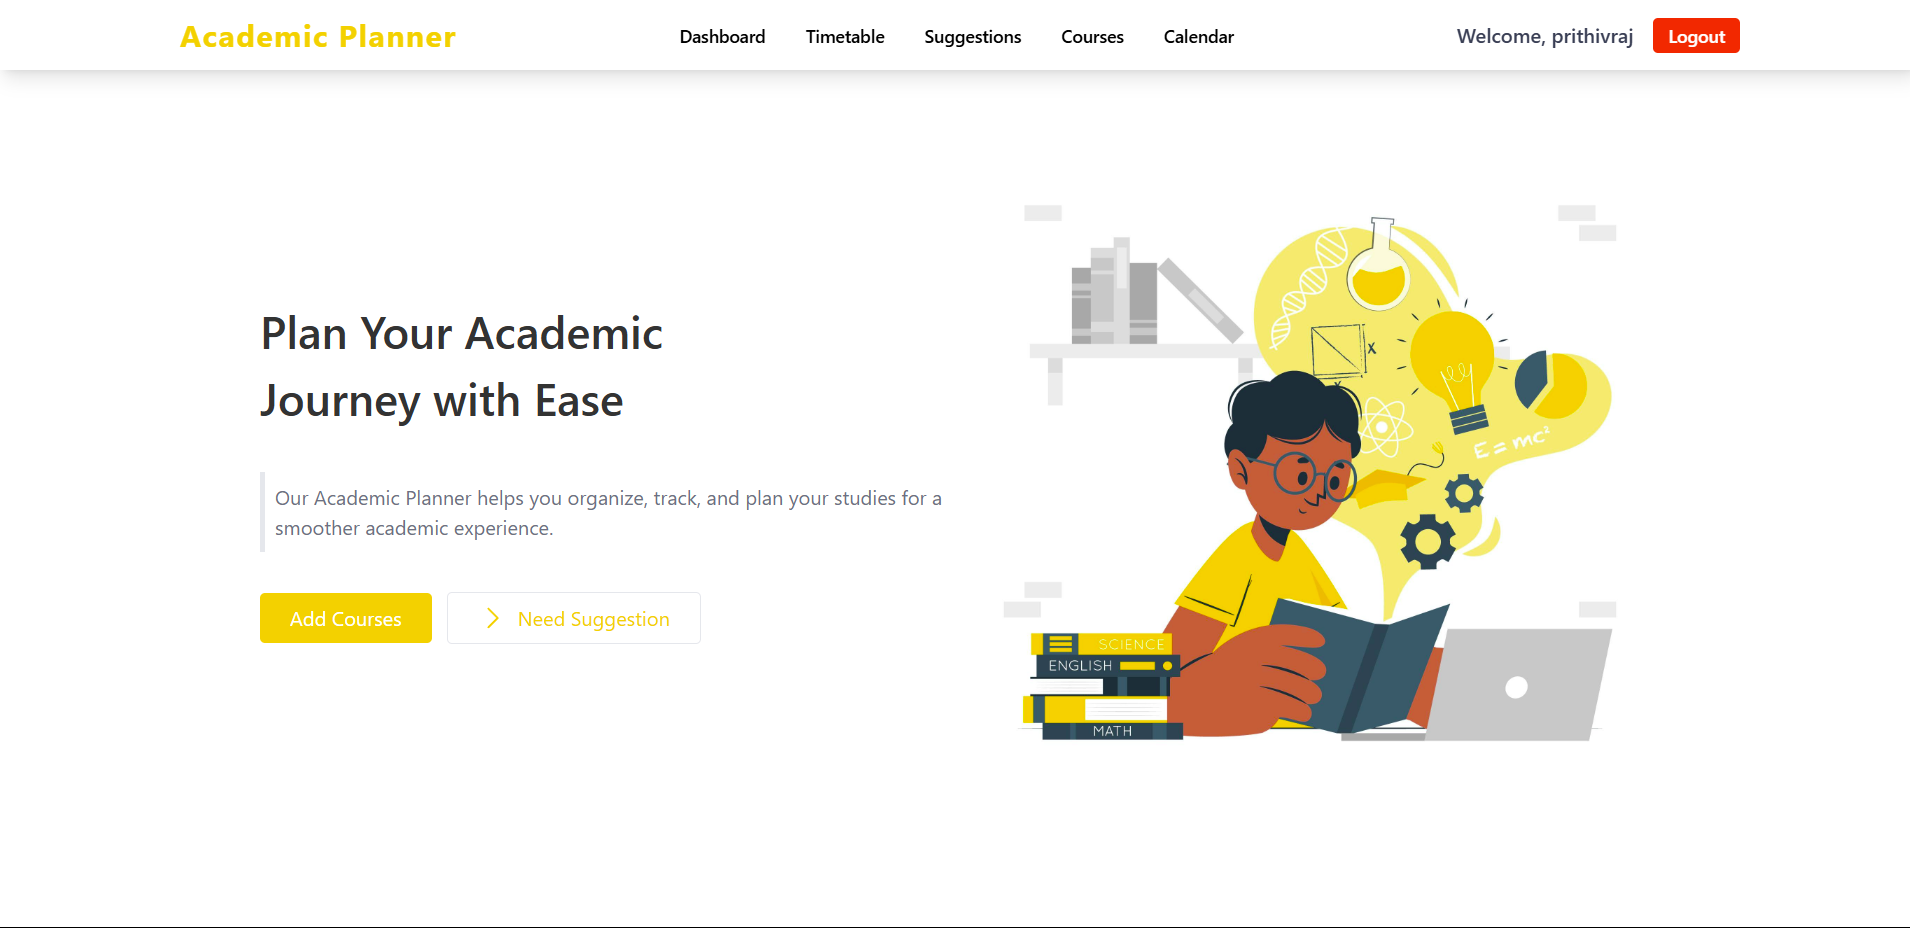 Academic Planner
Dashboard
Timetable
Suggestions
Courses
Calendar
Welcome, prithivraj
Logout
Plan Your Academic
Journey with Ease
Our Academic Planner helps you organize, track, and plan your studies for a
smoother academic experience.
Add Courses
Need Suggestion
X
X
E = mc²
SCIENCE
ENGLISH
MATH